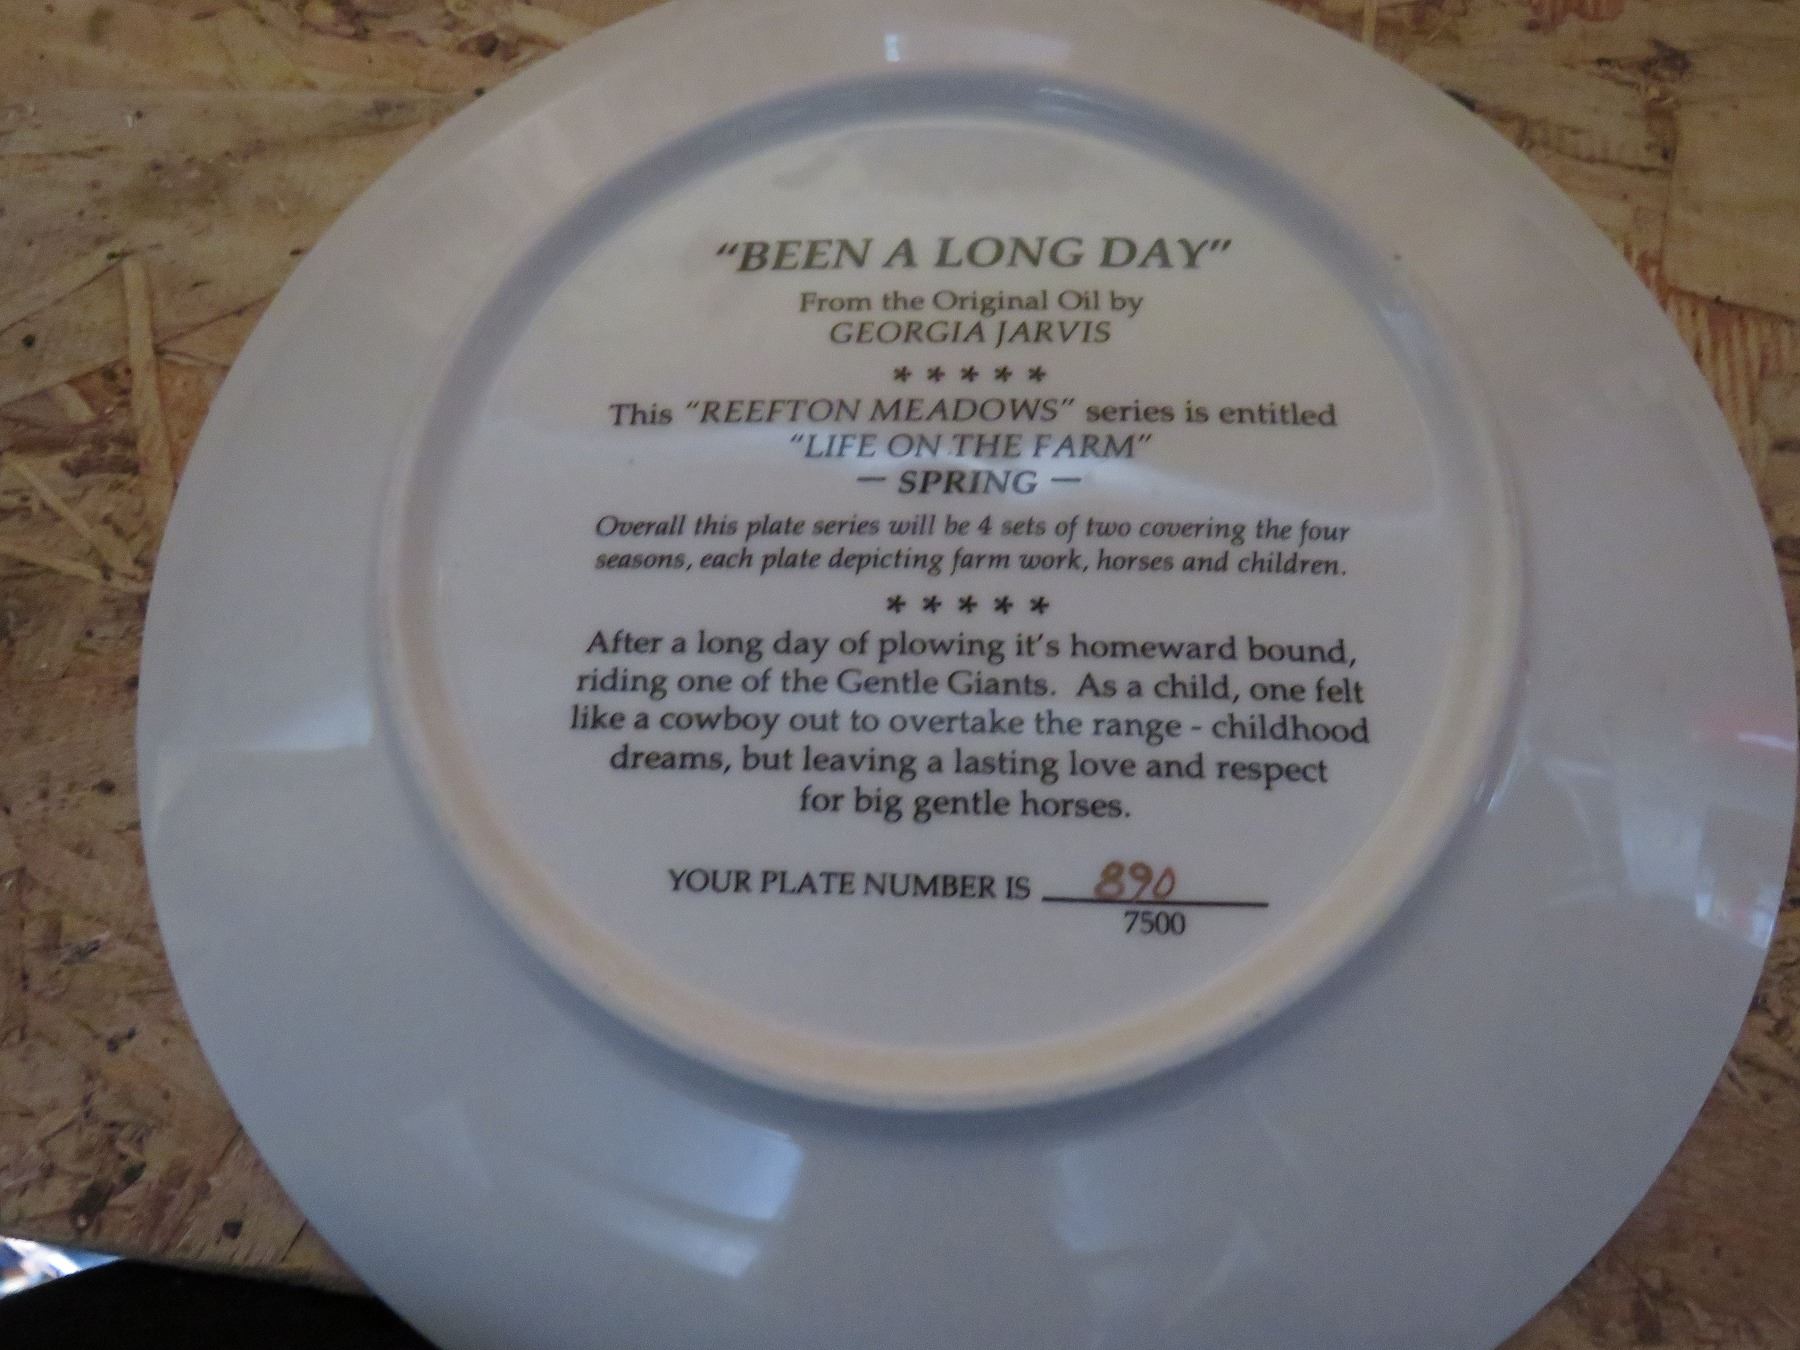 "BEEN A LONG DAY"
From the Original Oil by
GEORGIA JARVIS
* * * * *
This "REEFTON MEADOWS" series is entitled
"LIFE ON THE FARM"
— SPRING —
Overall this plate series will be 4 sets of two covering the four
seasons, each plate depicting farm work, horses and children.
* * * * *
After a long day of plowing it's homeward bound,
riding one of the Gentle Giants. As a child, one felt
like a cowboy out to overtake the range - childhood
dreams, but leaving a lasting love and respect
for big gentle horses.
YOUR PLATE NUMBER IS 890
7500